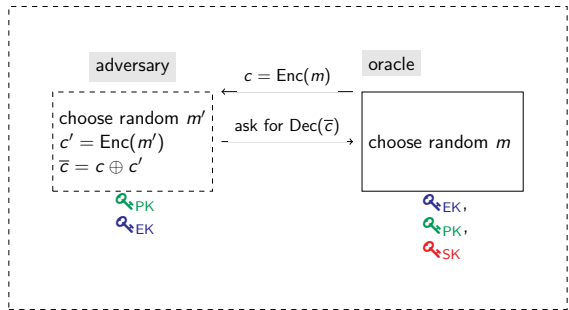 adversary
oracle
c = Enc(m)
choose random m′
c′ = Enc(m′)
c̅ = c ⊕ c′
ask for Dec(c̅)
choose random m
PK
EK
EK,
PK,
SK